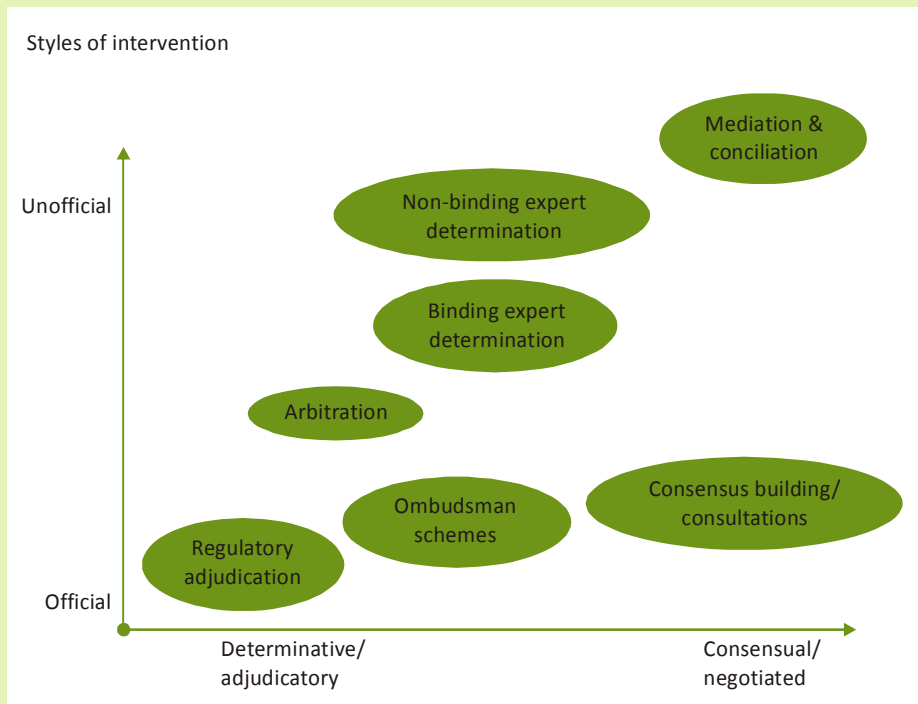 Styles of intervention
Mediation &
conciliation
Unofficial
Non-binding expert
determination
Binding expert
determination
Arbitration
Consensus building/
consultations
Ombudsman
schemes
Regulatory
adjudication
Official
Determinative/
adjudicatory
Consensual/
negotiated